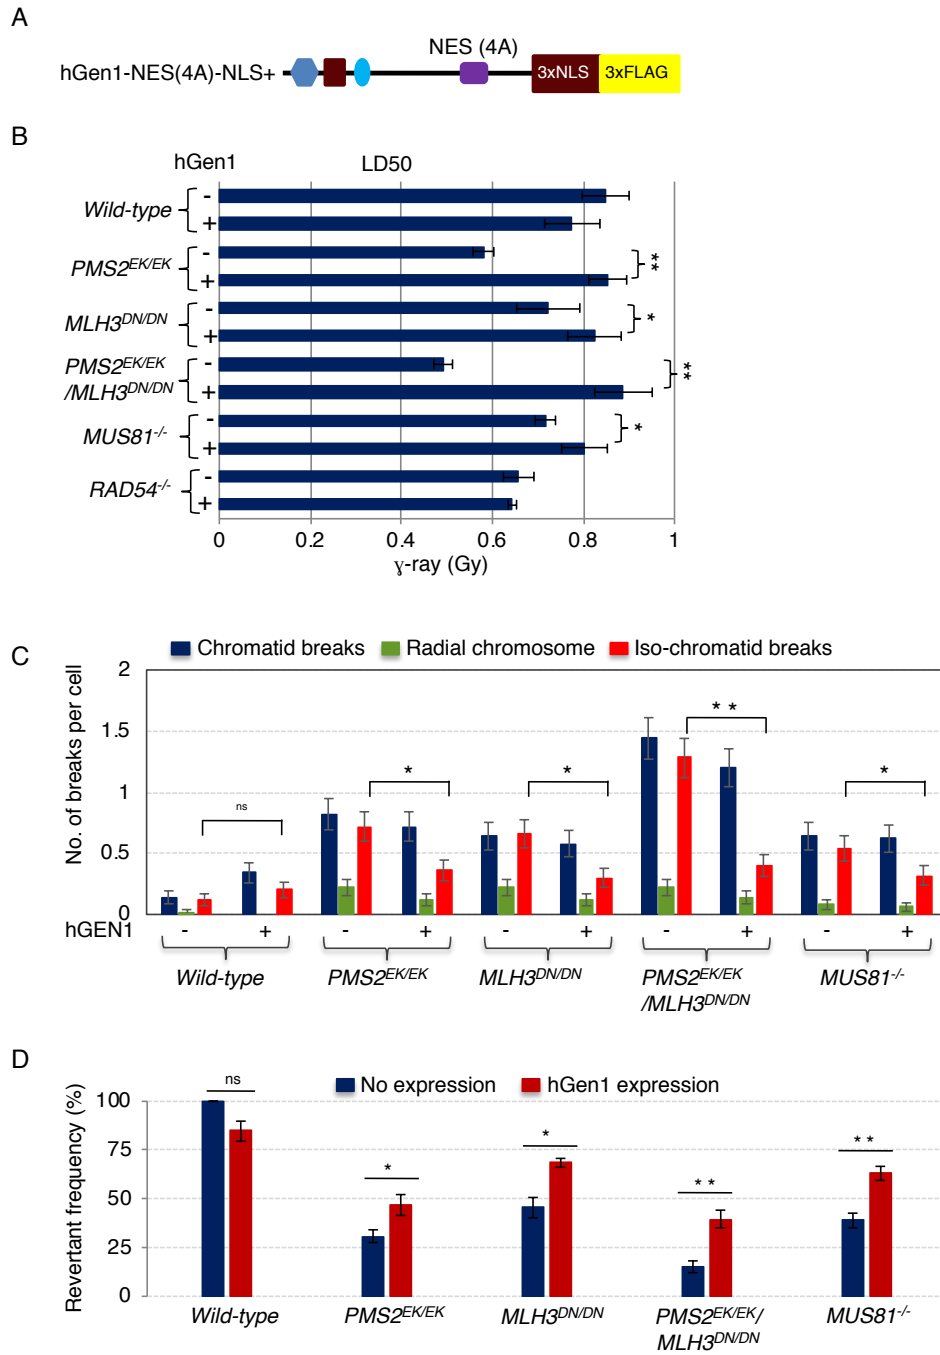 A
NES (4A)
hGen1-NES(4A)-NLS+
3xNLS 3xFLAG
B
hGen1 LD50
Wild-type - +
PMS2EK/EK - + **
MLH3DN/DN - + *
PMS2EK/EK /MLH3DN/DN - + **
MUS81-/- - + *
RAD54-/- - +
0 0.2 0.4 0.6 0.8 1
ɣ-ray (Gy)
C
Chromatid breaks Radial chromosome Iso-chromatid breaks
No. of breaks per cell
2
1.5
1
0.5
0
ns * * ** *
hGEN1 - + - + - + - + - +
Wild-type PMS2EK/EK MLH3DN/DN PMS2EK/EK MUS81-/-
/MLH3DN/DN
D
No expression hGen1 expression
Revertant frequency (%)
100
75
50
25
0
ns * * ** **
Wild-type PMS2EK/EK MLH3DN/DN PMS2EK/EK/ MUS81-/-
MLH3DN/DN